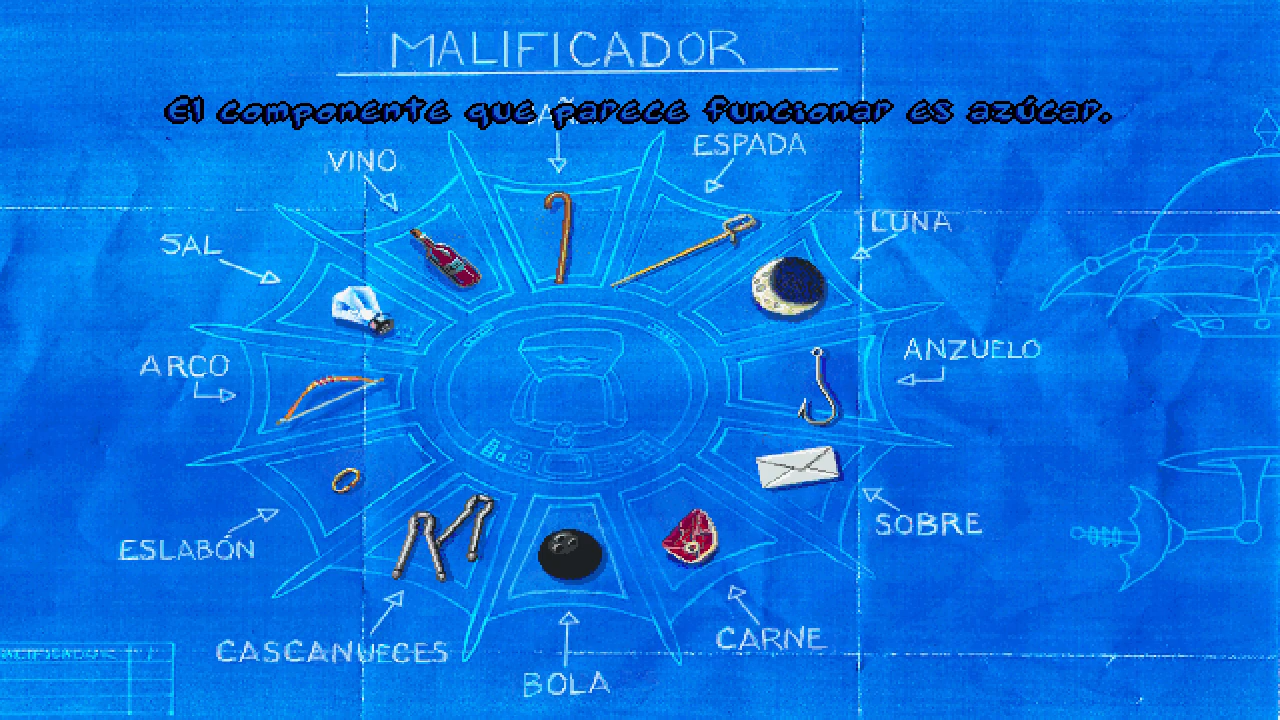 MALIFICADOR
El componente que parece funcionar es azúcar.
ESPADA
VINO
LUNA
SAL
ANZUELO
ARCO
SOBRE
ESLABÓN
CARNE
CASCANUECES
BOLA